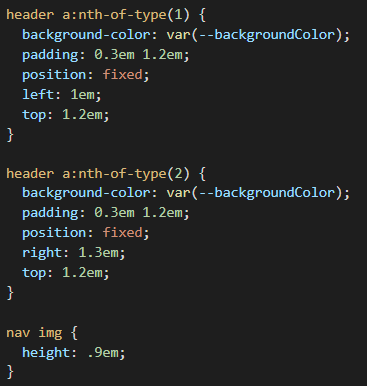 header a:nth-of-type(1) {
  background-color: var(--backgroundColor);
  padding: 0.3em 1.2em;
  position: fixed;
  left: 1em;
  top: 1.2em;
}

header a:nth-of-type(2) {
  background-color: var(--backgroundColor);
  padding: 0.3em 1.2em;
  position: fixed;
  right: 1.3em;
  top: 1.2em;
}

nav img {
  height: .9em;
}